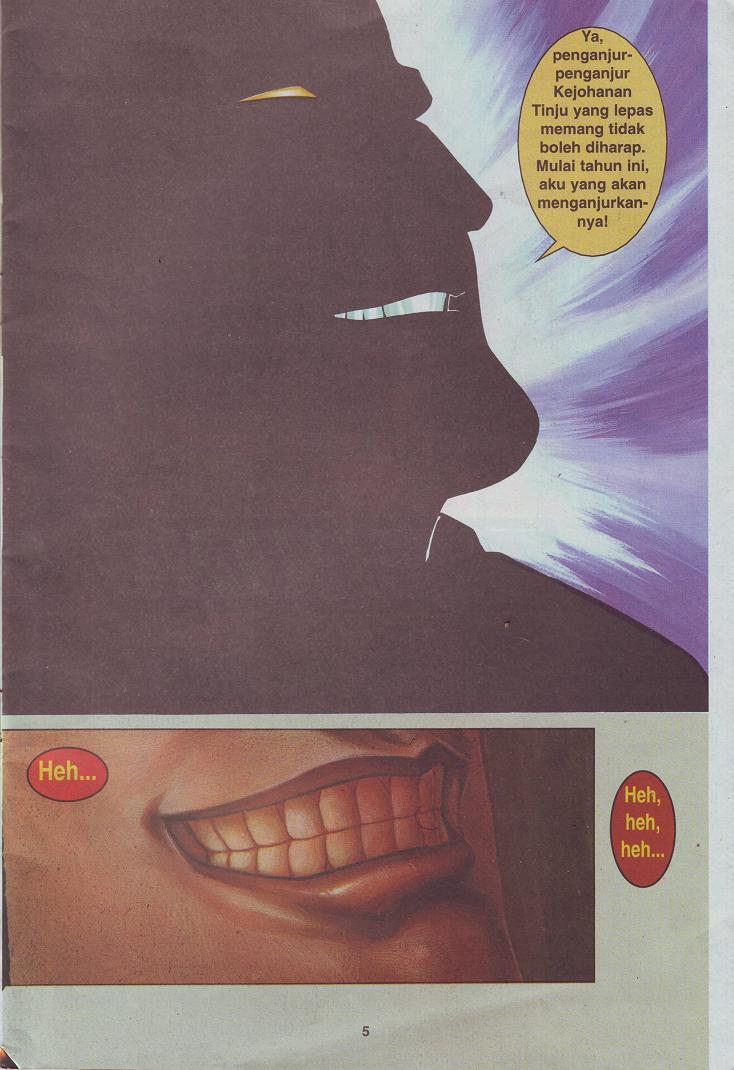 Ya,
penganjur-
penganjur
Kejohanan
Tinju yang lepas
memang tidak
boleh diharap.
Mulai tahun ini,
aku yang akan
menganjurkan-
nya!
Heh...
Heh,
heh,
heh...
5